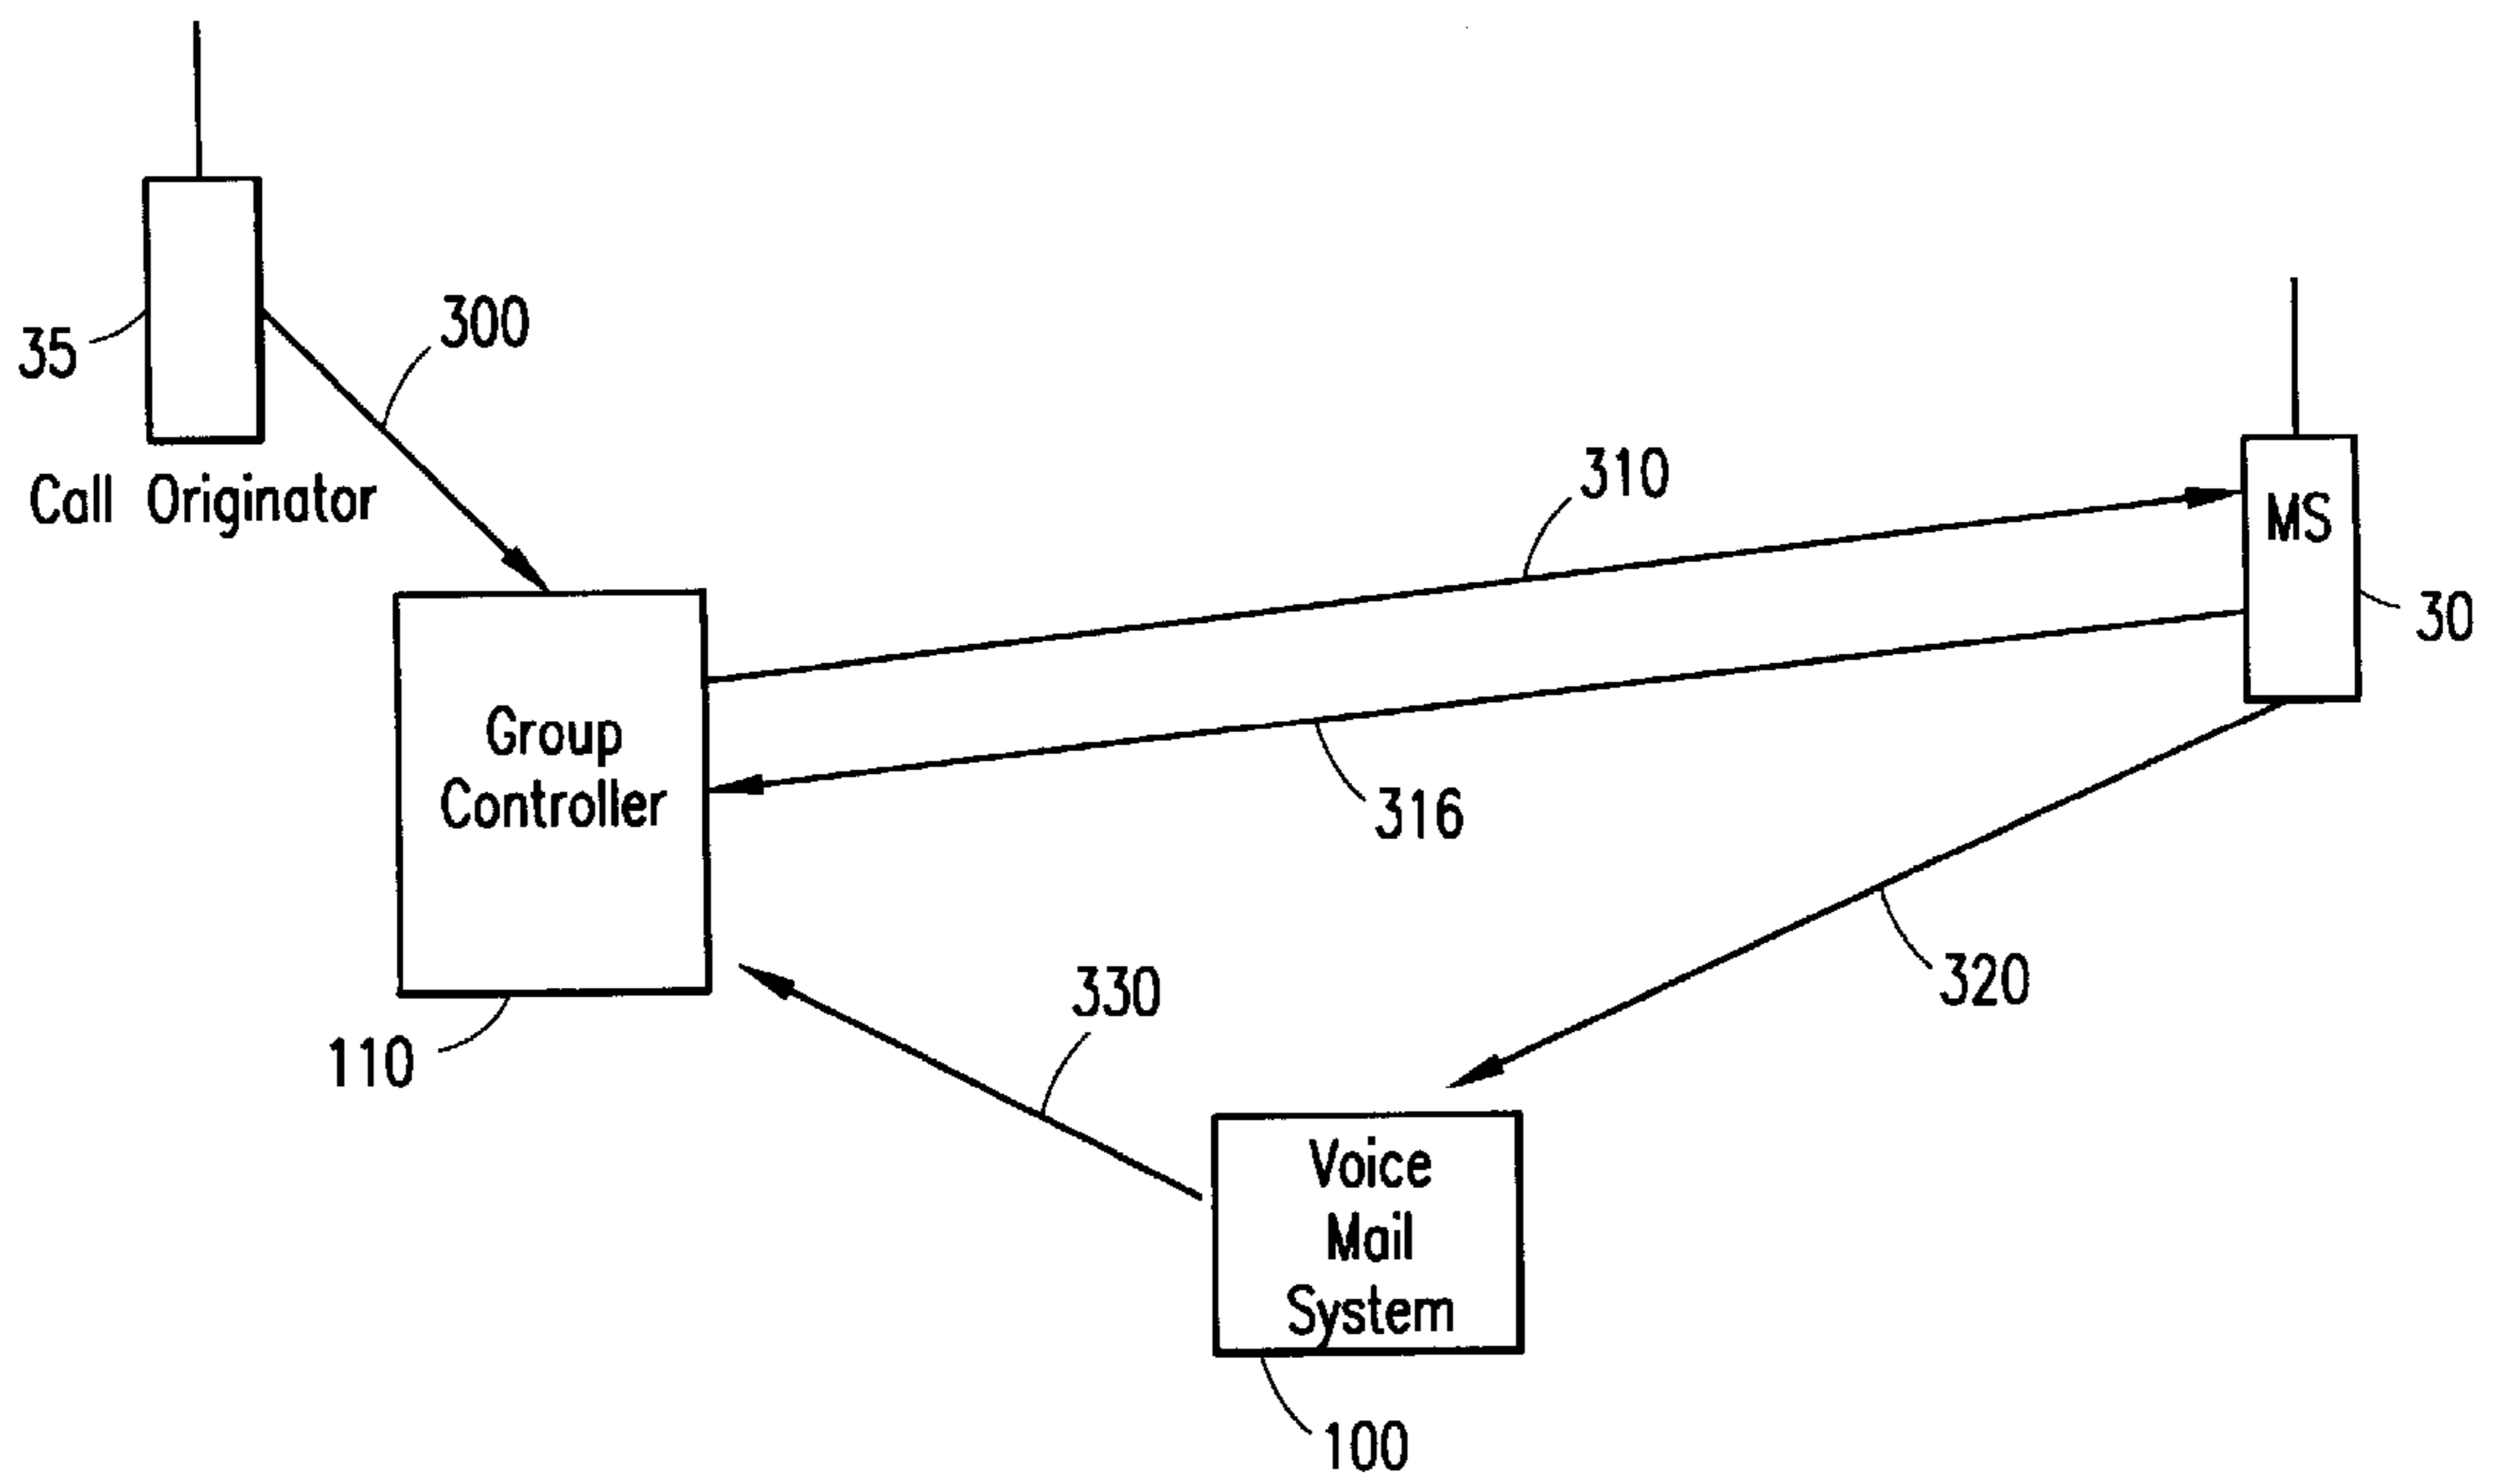 35
300
Call Originator
310
MS
30
Group
Controller
316
320
330
110
Voice
Mail
System
100